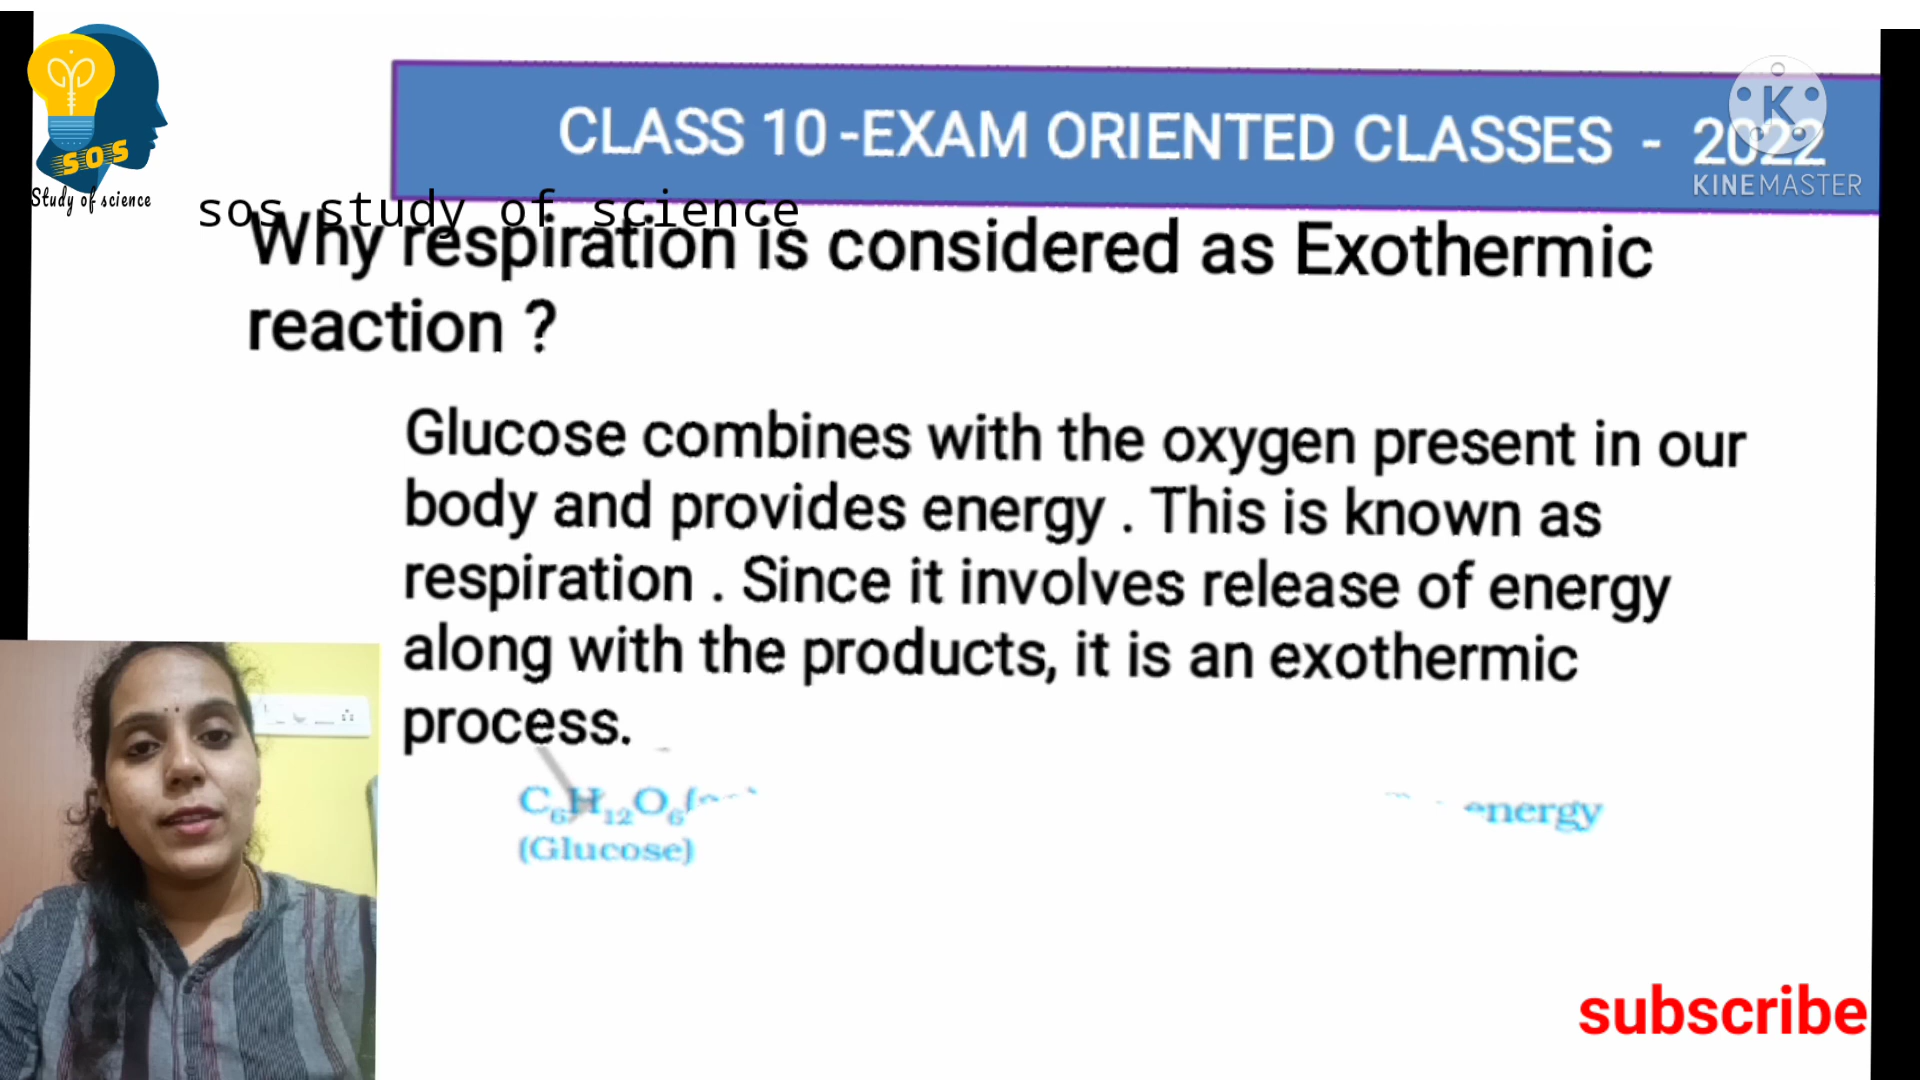 CLASS 10 -EXAM ORIENTED CLASSES - 2022
KINEMASTER
SOS
Study of science
sos study of science
Why respiration is considered as Exothermic
reaction ?
Glucose combines with the oxygen present in our
body and provides energy . This is known as
respiration . Since it involves release of energy
along with the products, it is an exothermic
process.
C₆H₁₂O₆ energy
(Glucose)
subscribe